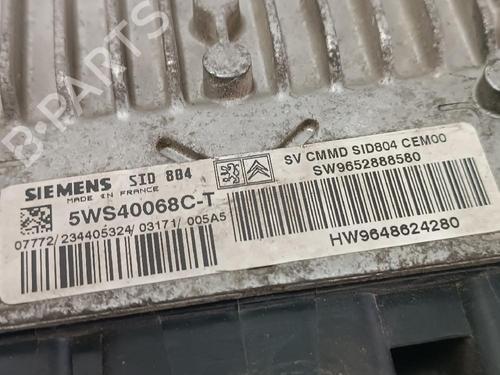 B-PARTS
SIEMENS SID 804
MADE IN FRANCE
5WS40068C-T
07772/234405324/03171/005A5
SV CMMD SID804 CEM00
SW9652888580
HW9648624280